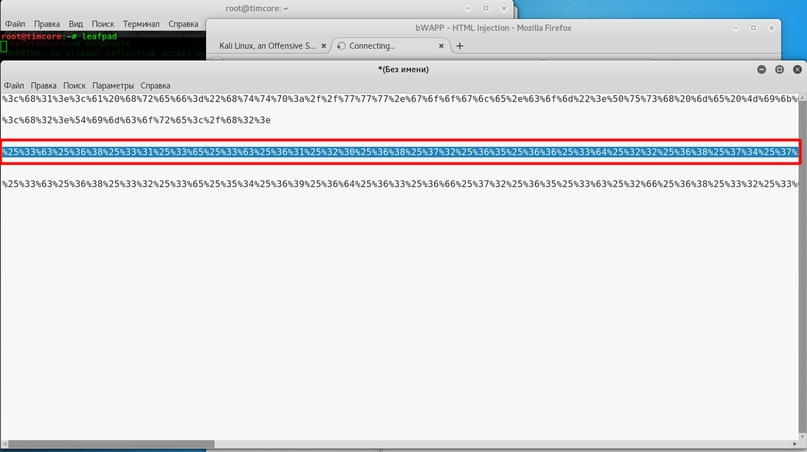 root@timcore: ~
Файл Правка Вид Поиск Терминал Справка
root@timcore:~# leafpad
bWAPP - HTML Injection - Mozilla Firefox
Kali Linux, an Offensive S... Connecting...
*(Без имени)
Файл Правка Поиск Параметры Справка
%3c%68%31%3e%3c%61%20%68%72%65%66%3d%22%68%74%74%70%3a%2f%2f%77%77%77%2e%67%6f%6f%67%6c%65%2e%63%6f%6d%22%3e%50%75%73%68%20%6d%65%20%4d%69%6b%
%3c%68%32%3e%54%69%6d%63%6f%72%65%3c%2f%68%32%3e
%25%33%63%25%36%38%25%33%31%25%33%65%25%33%63%25%36%31%25%32%30%25%36%38%25%37%32%25%36%35%25%36%36%25%33%64%25%32%32%25%36%38%25%37%34%25%37%
%25%33%63%25%36%38%25%33%32%25%33%65%25%35%34%25%36%39%25%36%64%25%36%33%25%36%66%25%37%32%25%36%35%25%33%63%25%32%66%25%36%38%25%33%32%25%33%